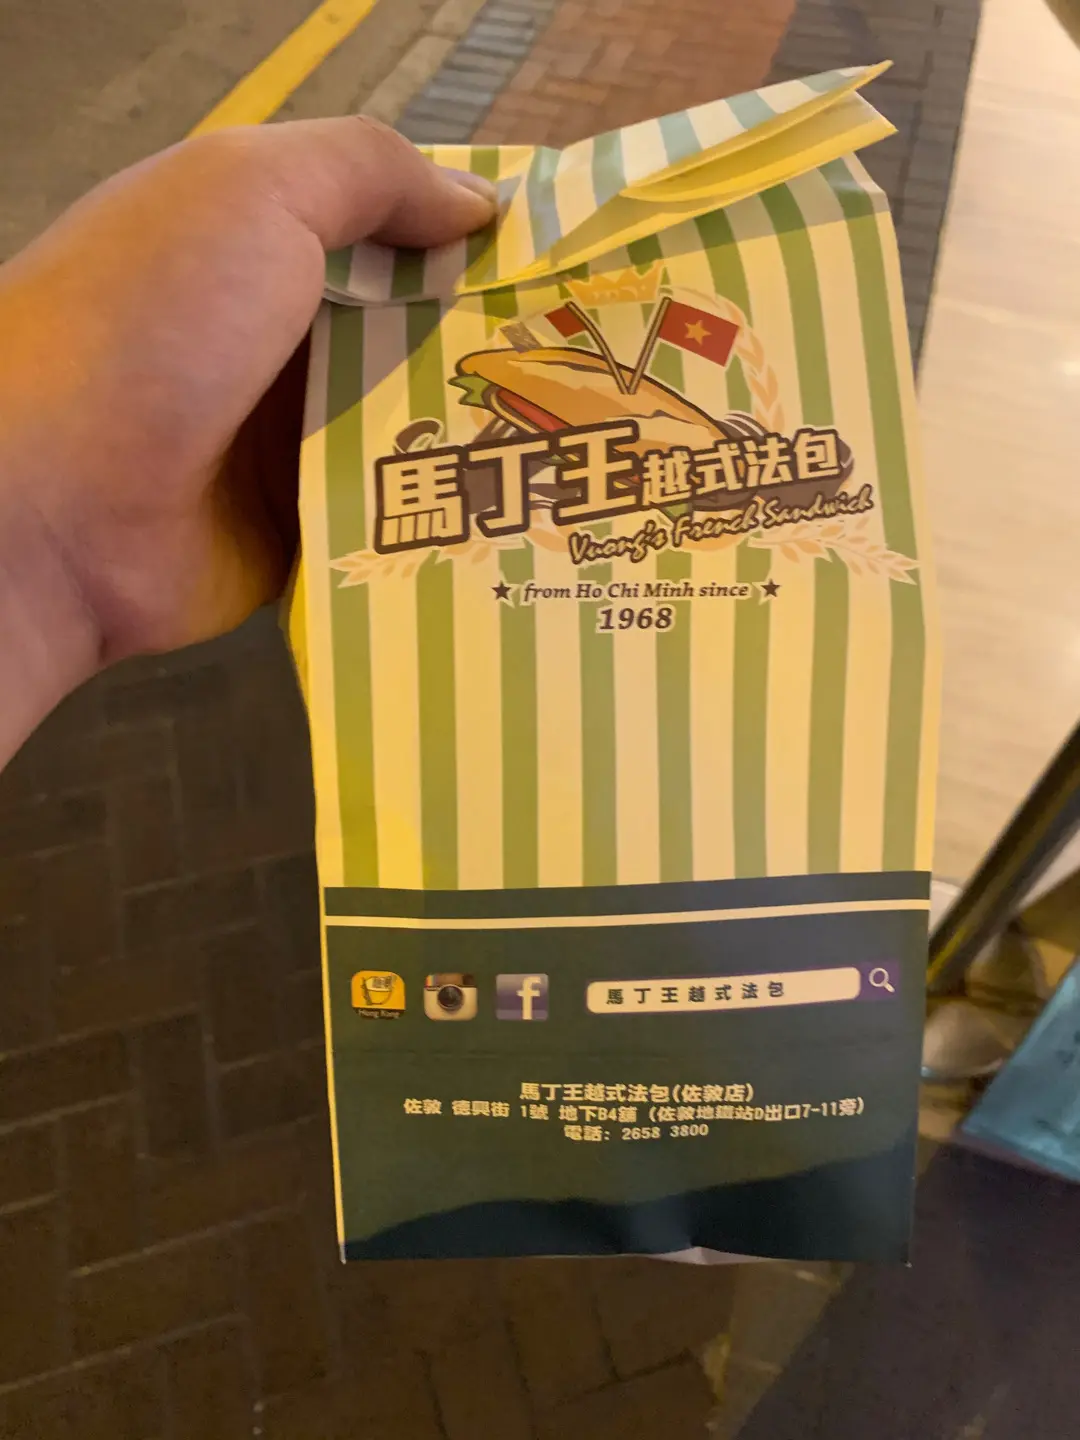 馬丁王越式法包
Vuong's French Sandwich
★ from Ho Chi Minh since ★
1968
Hong Kong
f
馬丁王越式法包
馬丁王越式法包(佐敦店)
佐敦 德興街 1號 地下B4舖 (佐敦地鐵站D出口7-11旁)
電話: 2658 3800